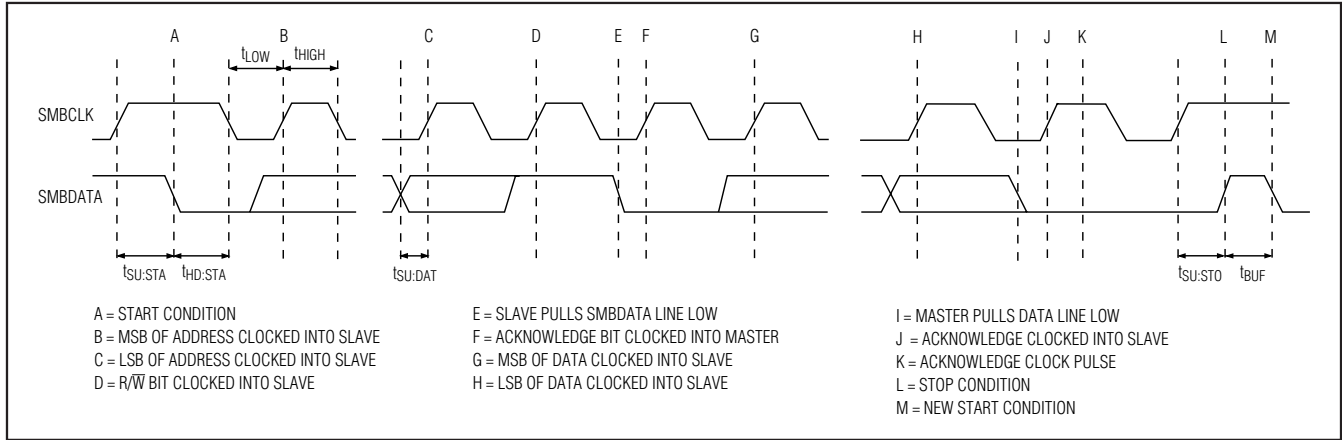 A B C D E F G H I J K L M
tLOW tHIGH
SMBCLK
SMBDATA
tSU:STA tHD:STA tSU:DAT tSU:STO tBUF
A = START CONDITION
B = MSB OF ADDRESS CLOCKED INTO SLAVE
C = LSB OF ADDRESS CLOCKED INTO SLAVE
D = R/W̅ BIT CLOCKED INTO SLAVE
E = SLAVE PULLS SMBDATA LINE LOW
F = ACKNOWLEDGE BIT CLOCKED INTO MASTER
G = MSB OF DATA CLOCKED INTO SLAVE
H = LSB OF DATA CLOCKED INTO SLAVE
I = MASTER PULLS DATA LINE LOW
J = ACKNOWLEDGE CLOCKED INTO SLAVE
K = ACKNOWLEDGE CLOCK PULSE
L = STOP CONDITION
M = NEW START CONDITION